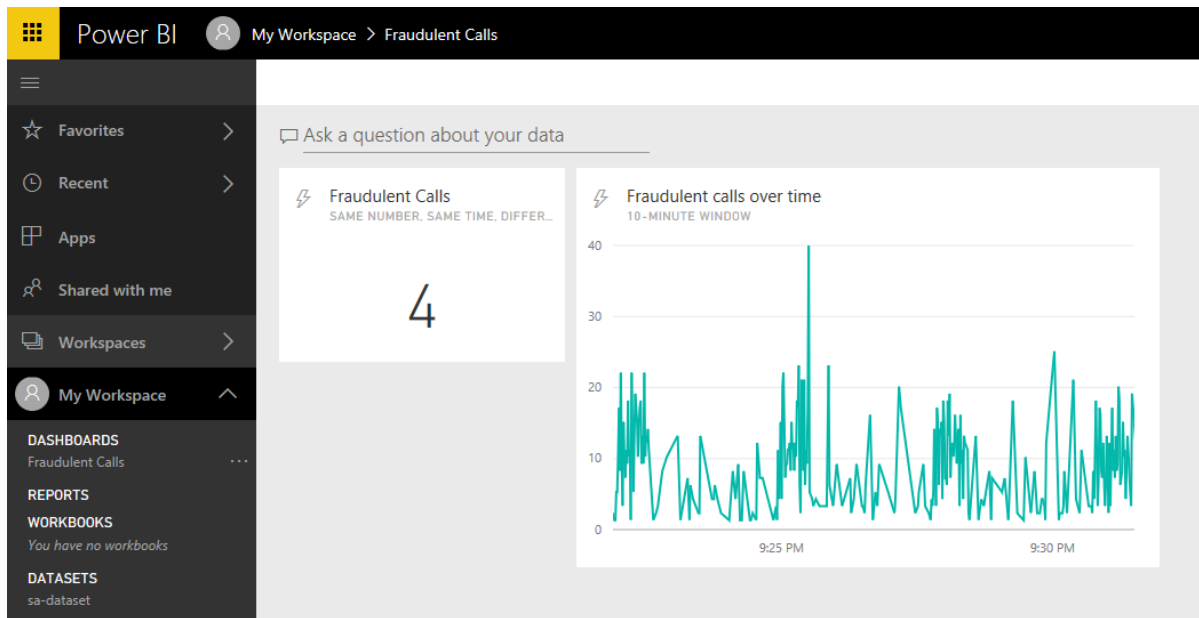 Power BI
My Workspace > Fraudulent Calls
Favorites
Recent
Apps
Shared with me
Workspaces
My Workspace
DASHBOARDS
Fraudulent Calls
REPORTS
WORKBOOKS
You have no workbooks
DATASETS
sa-dataset
Ask a question about your data
Fraudulent Calls
SAME NUMBER, SAME TIME, DIFFER...
4
Fraudulent calls over time
10-MINUTE WINDOW
40
30
20
10
0
9:25 PM
9:30 PM